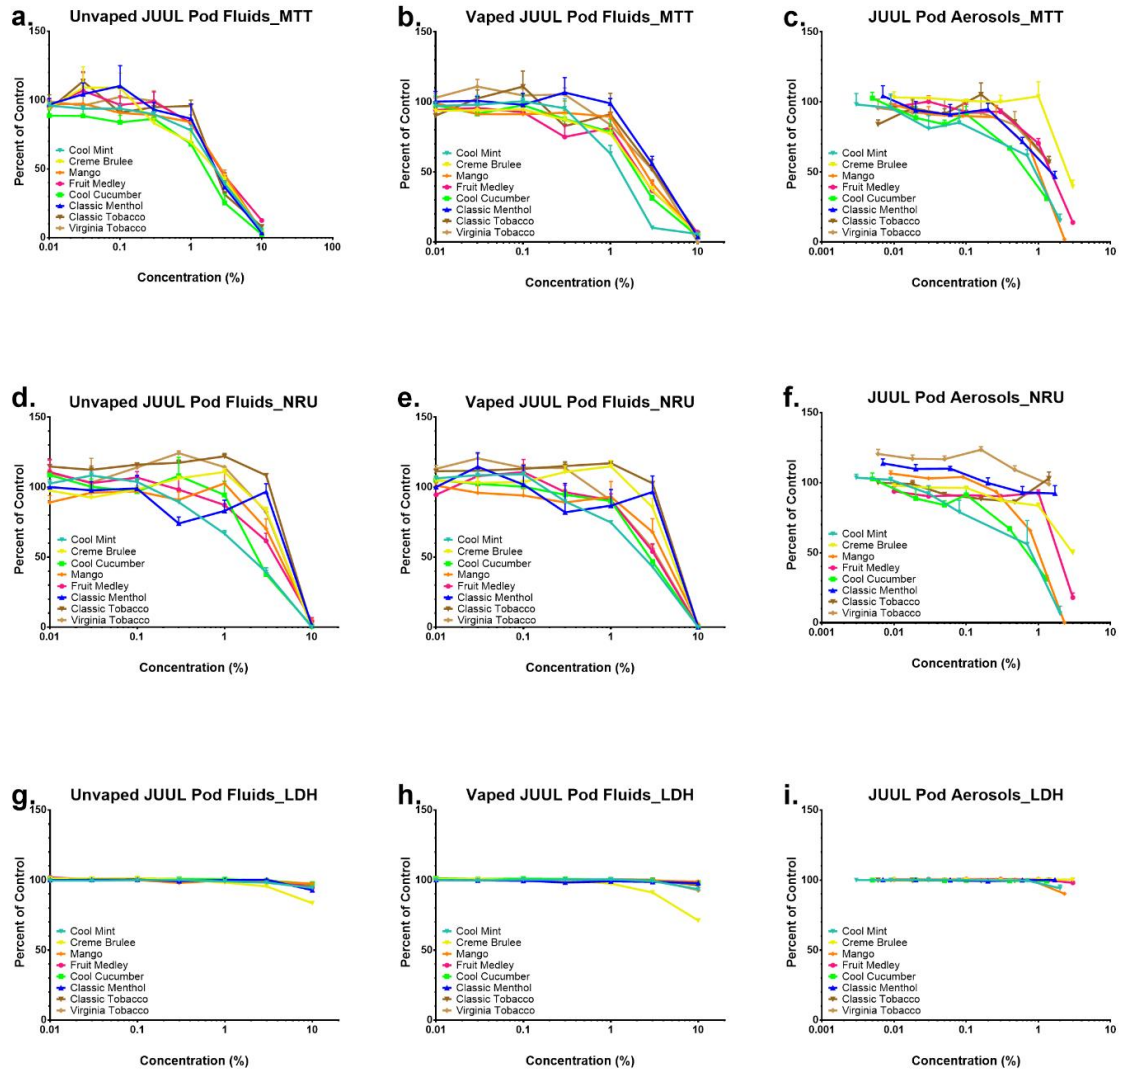 a.
Unvaped JUUL Pod Fluids_MTT
Percent of Control
150
100
50
0
0.01
0.1
1
10
100
Cool Mint
Creme Brulee
Mango
Fruit Medley
Cool Cucumber
Classic Menthol
Classic Tobacco
Virginia Tobacco
Concentration (%)
b.
Vaped JUUL Pod Fluids_MTT
Percent of Control
150
100
50
0
0.01
0.1
1
10
Cool Mint
Creme Brulee
Mango
Fruit Medley
Cool Cucumber
Classic Menthol
Classic Tobacco
Virginia Tobacco
Concentration (%)
c.
JUUL Pod Aerosols_MTT
Percent of Control
150
100
50
0
0.001
0.01
0.1
1
10
Cool Mint
Creme Brulee
Mango
Fruit Medley
Cool Cucumber
Classic Menthol
Classic Tobacco
Virginia Tobacco
Concentration (%)
d.
Unvaped JUUL Pod Fluids_NRU
Percent of Control
150
100
50
0
0.01
0.1
1
10
Cool Mint
Creme Brulee
Cool Cucumber
Mango
Fruit Medley
Classic Menthol
Classic Tobacco
Virginia Tobacco
Concentration (%)
e.
Vaped JUUL Pod Fluids_NRU
Percent of Control
150
100
50
0
0.01
0.1
1
10
Cool Mint
Creme Brulee
Cool Cucumber
Mango
Fruit Medley
Classic Menthol
Classic Tobacco
Virginia Tobacco
Concentration (%)
f.
JUUL Pod Aerosols_NRU
Percent of Control
150
100
50
0
0.001
0.01
0.1
1
10
Cool Mint
Creme Brulee
Mango
Fruit Medley
Cool Cucumber
Classic Menthol
Classic Tobacco
Virginia Tobacco
Concentration (%)
g.
Unvaped JUUL Pod Fluids_LDH
Percent of Control
150
100
50
0
0.01
0.1
1
10
Cool Mint
Creme Brulee
Mango
Fruit Medley
Cool Cucumber
Classic Menthol
Classic Tobacco
Virginia Tobacco
Concentration (%)
h.
Vaped JUUL Pod Fluids_LDH
Percent of Control
150
100
50
0
0.01
0.1
1
10
Cool Mint
Creme Brulee
Mango
Fruit Medley
Cool Cucumber
Classic Menthol
Classic Tobacco
Virginia Tobacco
Concentration (%)
i.
JUUL Pod Aerosols_LDH
Percent of Control
150
100
50
0
0.001
0.01
0.1
1
10
Cool Mint
Creme Brulee
Mango
Fruit Medley
Cool Cucumber
Classic Menthol
Classic Tobacco
Virginia Tobacco
Concentration (%)